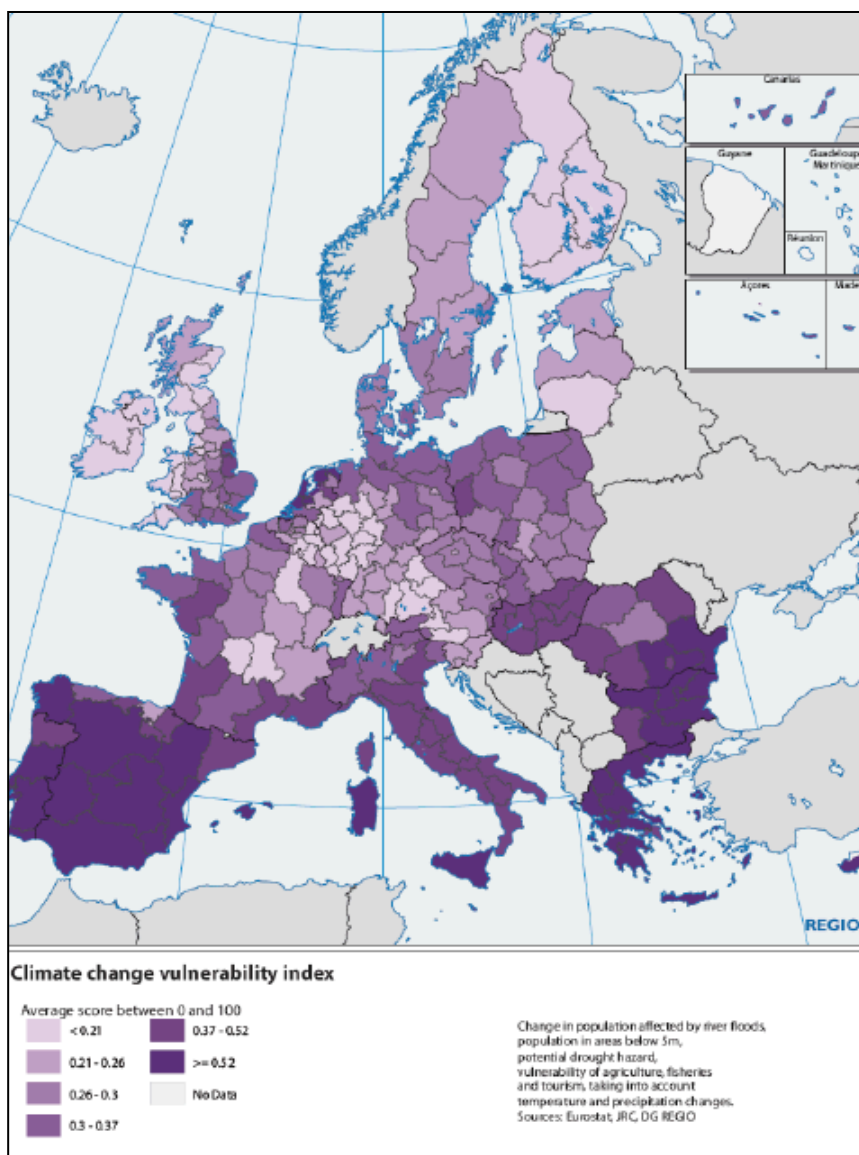 Canarias
Guyane
Guadeloupe
Martinique
Réunion
Açores
Made
REGIO
Climate change vulnerability index
Average score between 0 and 100
< 0.21
0.37 - 0.52
0.21 - 0.26
>= 0.52
0.26 - 0.3
No Data
0.3 - 0.37
Change in population affected by river floods,
population in areas below 5m,
potential drought hazard,
vulnerability of agriculture, fisheries
and tourism, taking into account
temperature and precipitation changes.
Sources: Eurostat, JRC, DG REGIO